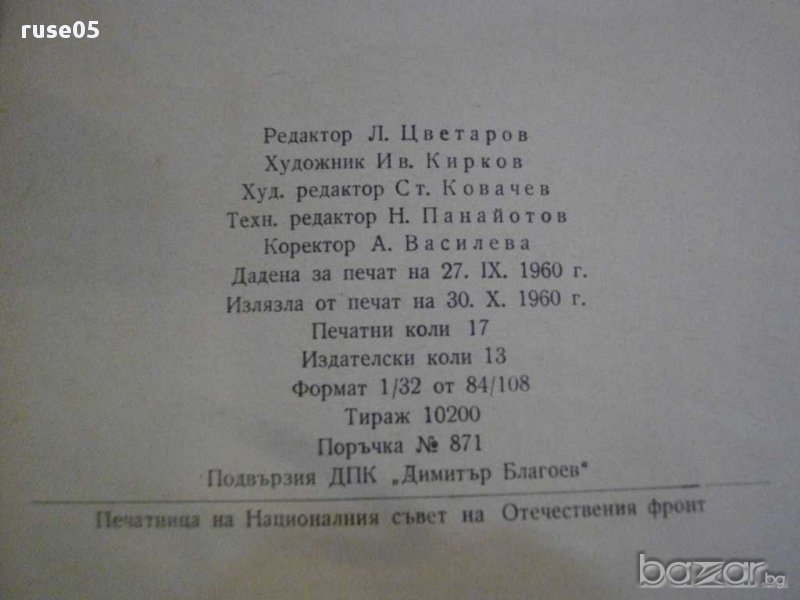 ruse05
Редактор Л. Цветаров
Художник Ив. Кирков
Худ. редактор Ст. Ковачев
Техн. редактор Н. Панайотов
Коректор А. Василева
Дадена за печат на 27. IX. 1960 г.
Излязла от печат на 30. X. 1960 г.
Печатни коли 17
Издателски коли 13
Формат 1/32 от 84/108
Тираж 10200
Поръчка № 871
Подвързия ДПК „Димитър Благоев“
Печатница на Националния съвет на Отечествения фронт
bazar.bg